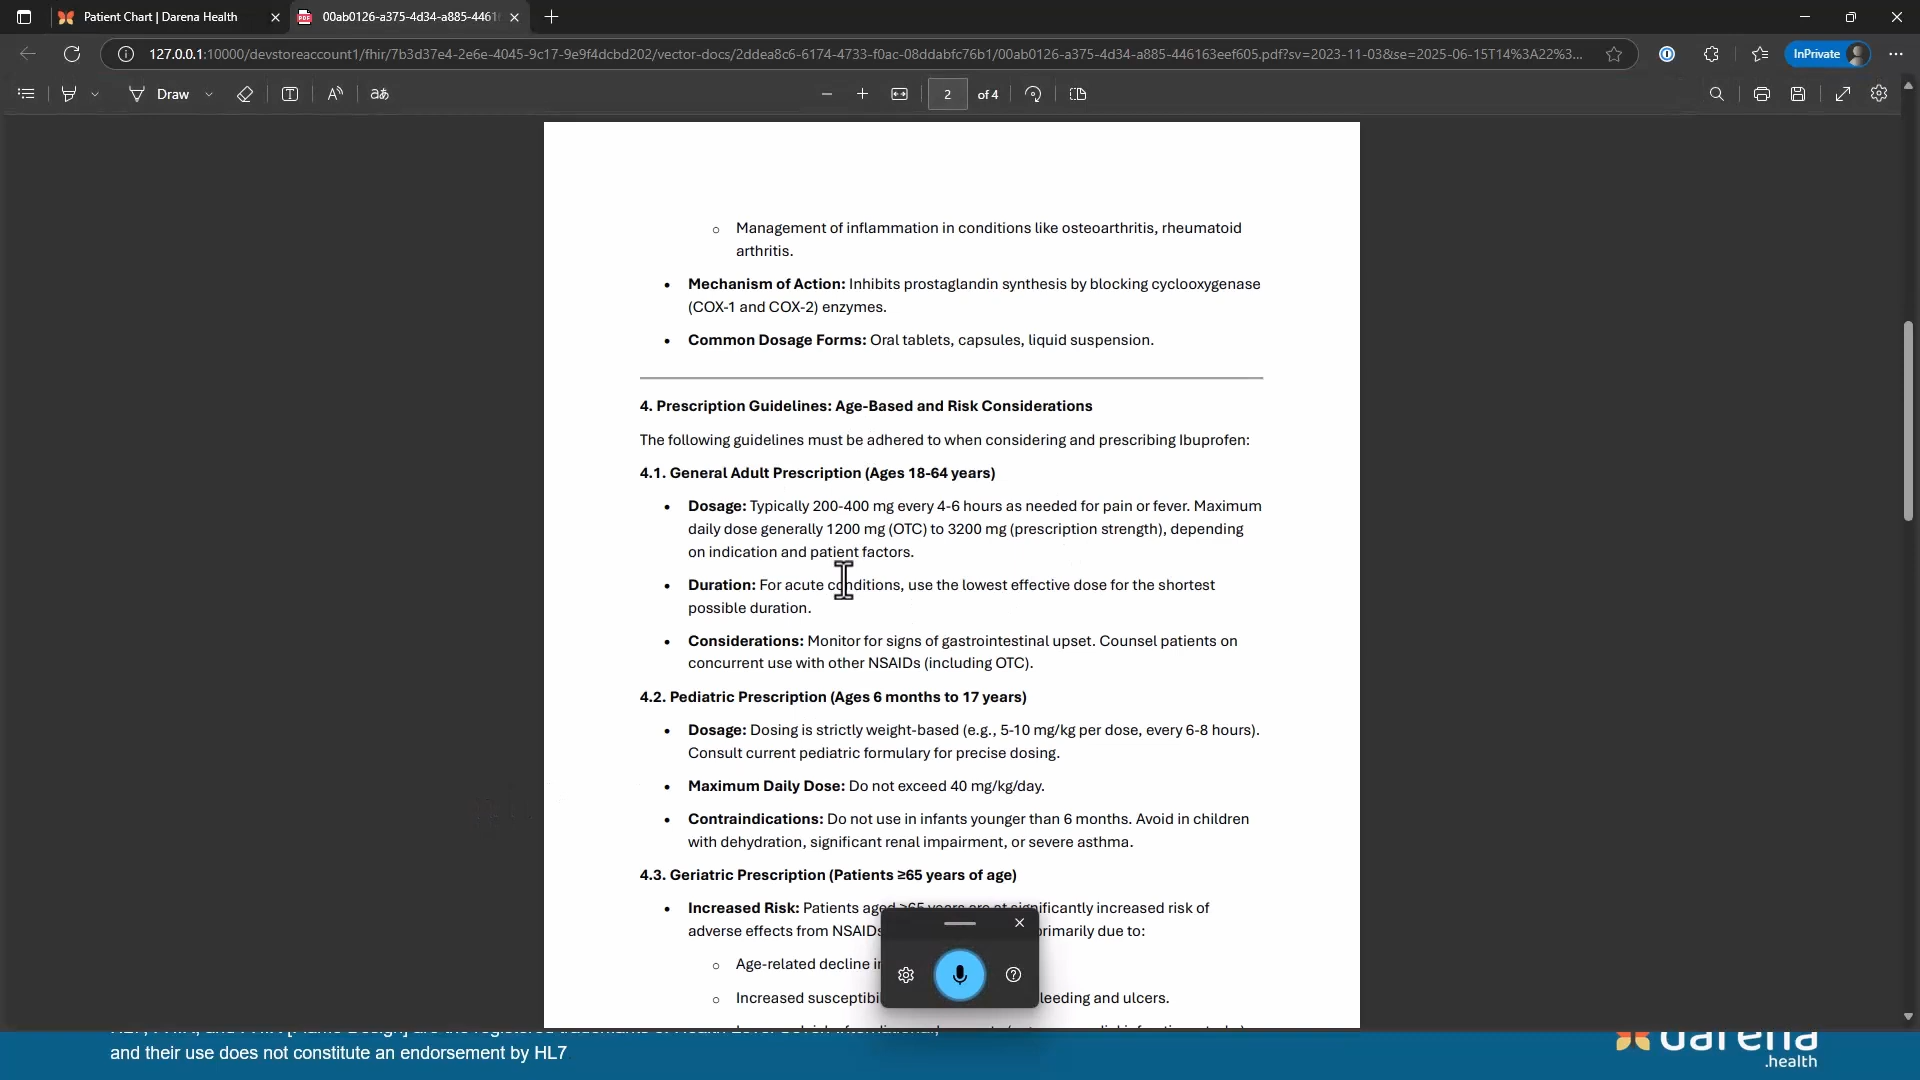 Patient Chart | Darena Health
00ab0126-a375-4d34-a885-4461
127.0.0.1:10000/devstoreaccount1/fhir/7b3d37e4-2e6e-4045-9c17-9e9f4dcbd202/vector-docs/2ddea8c6-6174-4733-f0ac-08ddabfc76b1/00ab0126-a375-4d34-a885-446163eef605.pdf?sv=2023-11-03&se=2025-06-15T14%3A22%3...
InPrivate
Draw
aあ
2 of 4
○ Management of inflammation in conditions like osteoarthritis, rheumatoid
arthritis.
• Mechanism of Action: Inhibits prostaglandin synthesis by blocking cyclooxygenase
(COX-1 and COX-2) enzymes.
• Common Dosage Forms: Oral tablets, capsules, liquid suspension.
4. Prescription Guidelines: Age-Based and Risk Considerations
The following guidelines must be adhered to when considering and prescribing Ibuprofen:
4.1. General Adult Prescription (Ages 18-64 years)
• Dosage: Typically 200-400 mg every 4-6 hours as needed for pain or fever. Maximum
daily dose generally 1200 mg (OTC) to 3200 mg (prescription strength), depending
on indication and patient factors.
• Duration: For acute conditions, use the lowest effective dose for the shortest
possible duration.
• Considerations: Monitor for signs of gastrointestinal upset. Counsel patients on
concurrent use with other NSAIDs (including OTC).
4.2. Pediatric Prescription (Ages 6 months to 17 years)
• Dosage: Dosing is strictly weight-based (e.g., 5-10 mg/kg per dose, every 6-8 hours).
Consult current pediatric formulary for precise dosing.
• Maximum Daily Dose: Do not exceed 40 mg/kg/day.
• Contraindications: Do not use in infants younger than 6 months. Avoid in children
with dehydration, significant renal impairment, or severe asthma.
4.3. Geriatric Prescription (Patients ≥65 years of age)
• Increased Risk: Patients aged ≥65 years are at significantly increased risk of
adverse effects from NSAIDs primarily due to:
○ Age-related decline
○ Increased bleeding and ulcers.
and their use does not constitute an endorsement by HL7
darena
.health